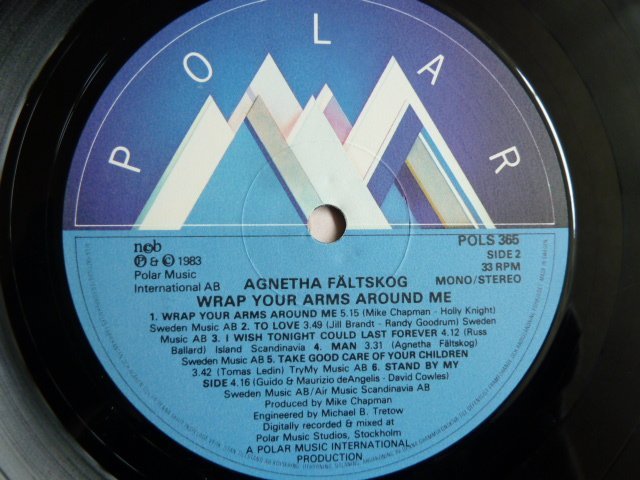 POLAR
n©b
℗ & © 1983
Polar Music
International AB
POLS 365
SIDE 2
33 RPM
MONO/STEREO
AGNETHA FÄLTSKOG
WRAP YOUR ARMS AROUND ME
1. WRAP YOUR ARMS AROUND ME 5.15 (Mike Chapman - Holly Knight)
Sweden Music AB 2. TO LOVE 3.49 (Jill Brandt - Randy Goodrum) Sweden
Music AB 3. I WISH TONIGHT COULD LAST FOREVER 4.12 (Russ
Ballard) Island Scandinavia 4. MAN 3.31 (Agnetha Fältskog)
Sweden Music AB 5. TAKE GOOD CARE OF YOUR CHILDREN
3.42 (Tomas Ledin) TryMy Music AB 6. STAND BY MY
SIDE 4.16 (Guido & Maurizio deAngelis - David Cowles)
Sweden Music AB/Air Music Scandinavia AB
Produced by Mike Chapman
Engineered by Michael B. Tretow
Digitally recorded & mixed at
Polar Music Studios, Stockholm
A POLAR MUSIC INTERNATIONAL
PRODUCTION